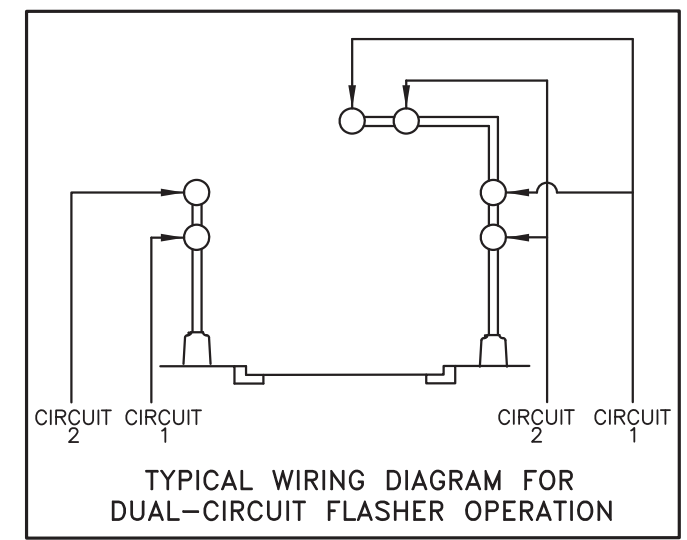 CIRCUIT CIRCUIT CIRCUIT CIRCUIT
2 1 2 1
TYPICAL WIRING DIAGRAM FOR
DUAL-CIRCUIT FLASHER OPERATION